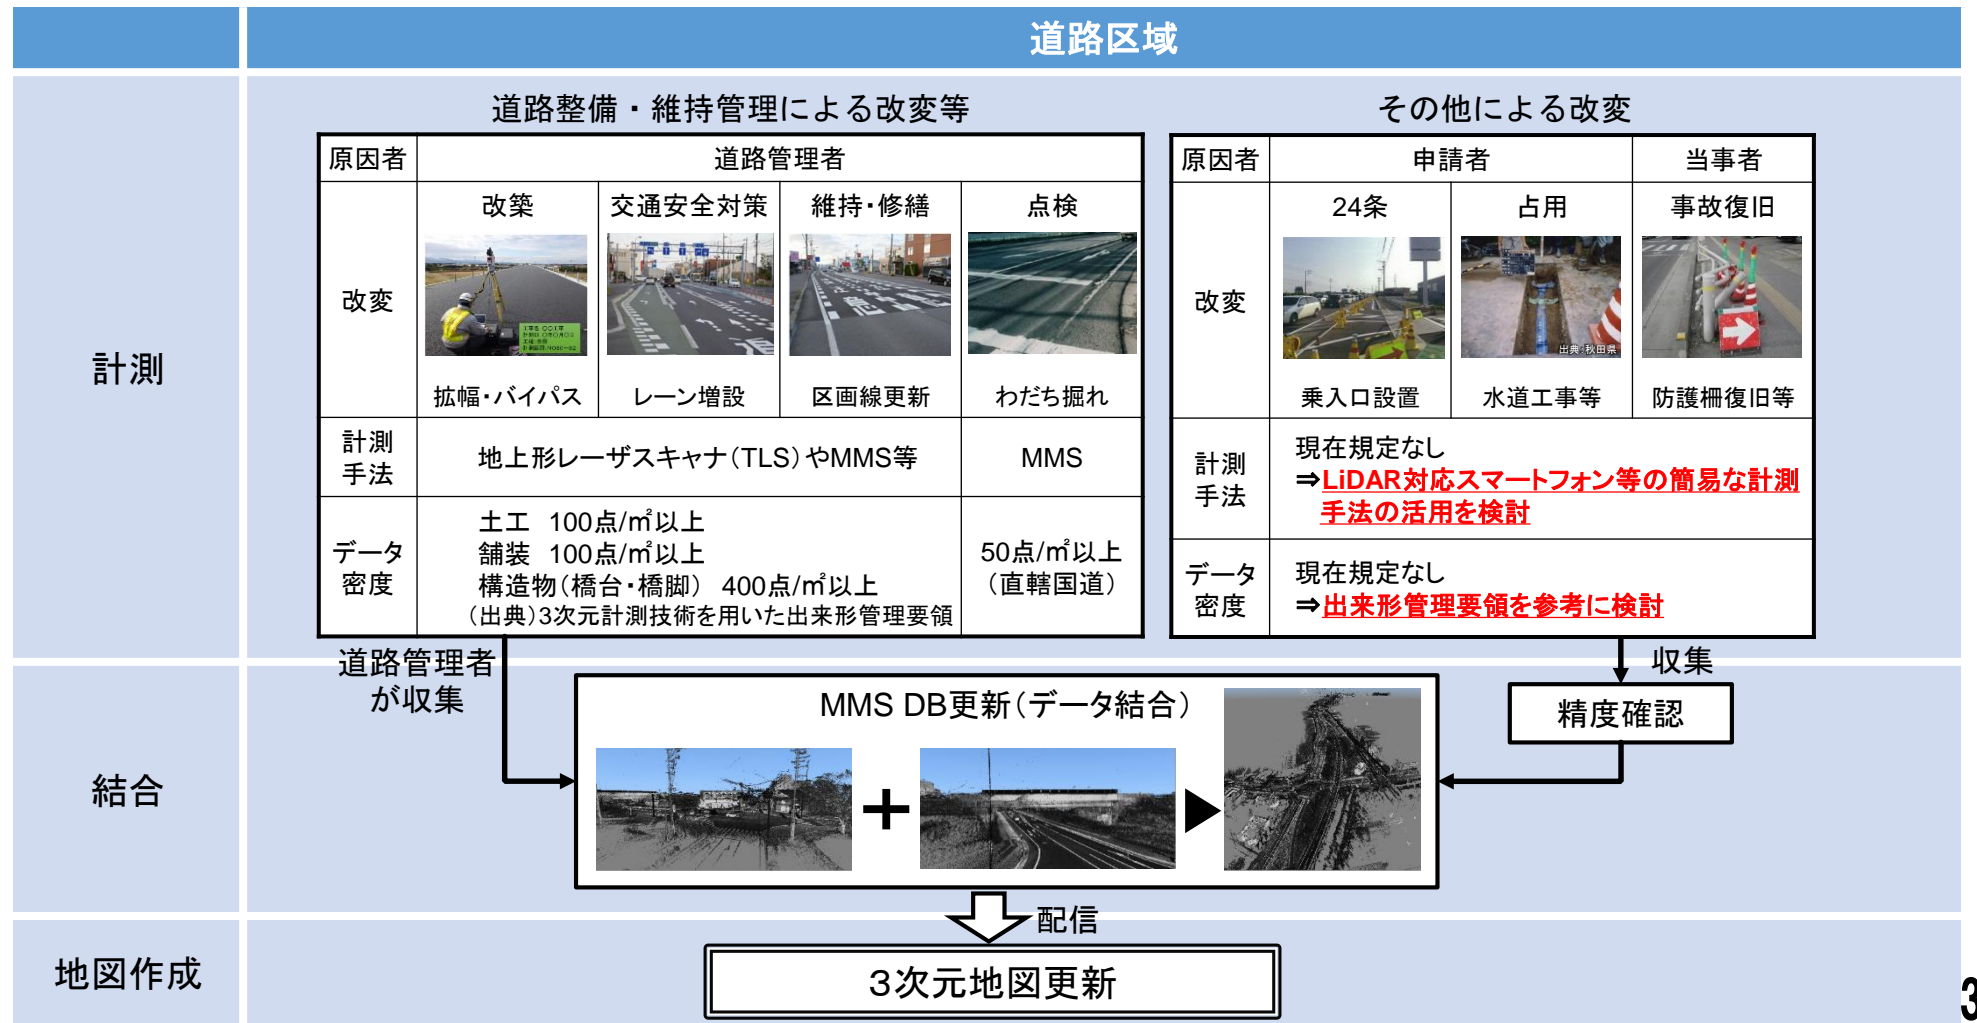 道路区域
計測
道路整備・維持管理による改変等
原因者
道路管理者
改変
改築
交通安全対策
維持・修繕
点検
拡幅・バイパス
レーン増設
区画線更新
わだち掘れ
計測
手法
地上形レーザスキャナ(TLS)やMMS等
MMS
データ
密度
土工 100点/㎡以上
舗装 100点/㎡以上
構造物(橋台・橋脚) 400点/㎡以上
(出典)3次元計測技術を用いた出来形管理要領
50点/㎡以上
(直轄国道)
その他による改変
原因者
申請者
当事者
改変
24条
占用
事故復旧
出典:秋田県
乗入口設置
水道工事等
防護柵復旧等
計測
手法
現在規定なし
⇒LiDAR対応スマートフォン等の簡易な計測
手法の活用を検討
データ
密度
現在規定なし
⇒出来形管理要領を参考に検討
道路管理者
が収集
収集
精度確認
結合
MMS DB更新(データ結合)
配信
地図作成
3次元地図更新
3